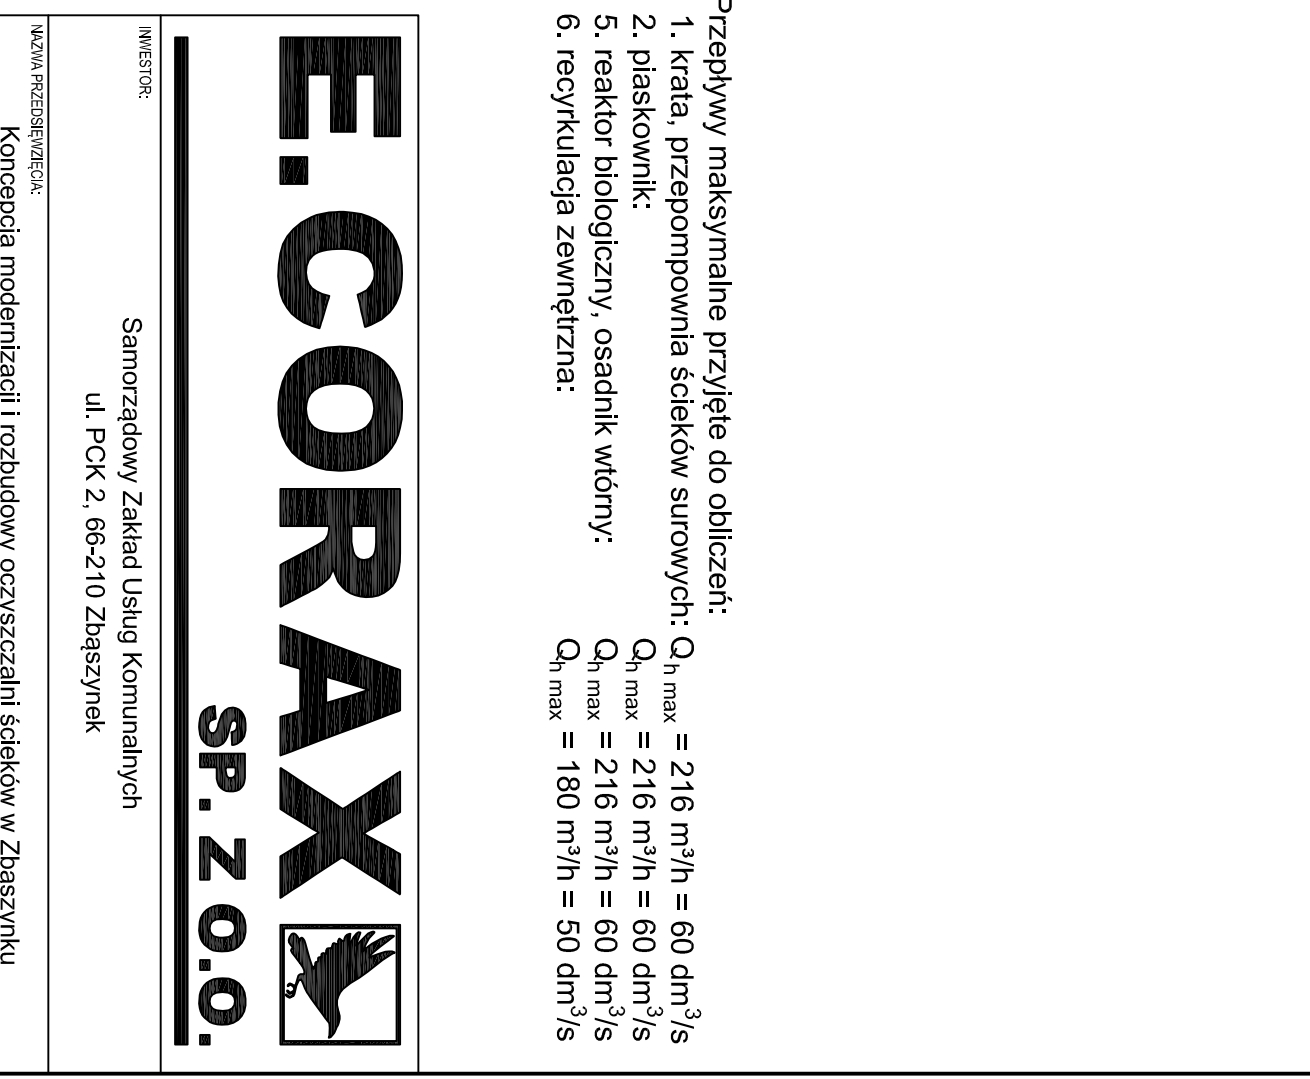 Przepływy maksymalne przyjęte do obliczeń:
1. krata, przepompownia ścieków surowych: Qh max = 216 m³/h = 60 dm³/s
2. piaskownik: Qh max = 216 m³/h = 60 dm³/s
5. reaktor biologiczny, osadnik wtórny: Qh max = 216 m³/h = 60 dm³/s
6. recyrkulacja zewnętrzna: Qh max = 180 m³/h = 50 dm³/s
E.CORAX
SP. Z O.O.
INWESTOR:
Samorządowy Zakład Usług Komunalnych
ul. PCK 2, 66-210 Zbąszynek
NAZWA PRZEDSIĘWZIĘCIA:
Koncepcja modernizacji i rozbudowy oczyszczalni ścieków w Zbąszynku